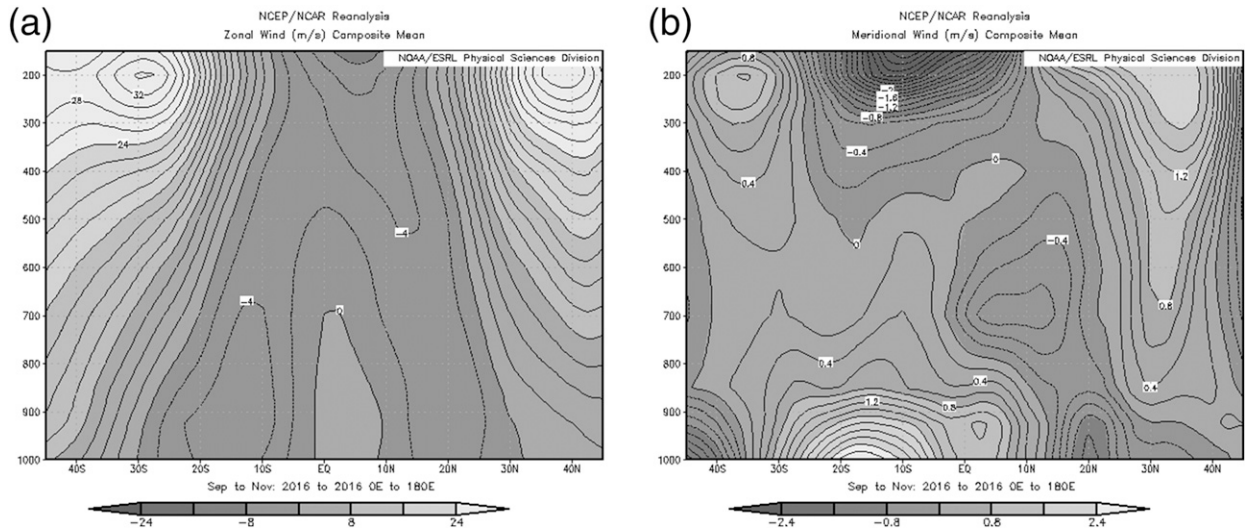 (a)
NCEP/NCAR Reanalysis
Zonal Wind (m/s) Composite Mean
NOAA/ESRL Physical Sciences Division
200
300
400
500
600
700
800
900
1000
28
32
24
-4
-4
0
40S 30S 20S 10S EQ 10N 20N 30N 40N
Sep to Nov: 2016 to 2016 0E to 180E
-24 -8 8 24
(b)
NCEP/NCAR Reanalysis
Meridional Wind (m/s) Composite Mean
NOAA/ESRL Physical Sciences Division
200
300
400
500
600
700
800
900
1000
0.8
-2
-1.6
-1.2
-0.8
-0.4
0
0.4
1.2
0
-0.4
0.8
0.4
0.4
0.4
1.2
0.8
40S 30S 20S 10S EQ 10N 20N 30N 40N
Sep to Nov: 2016 to 2016 0E to 180E
-2.4 -0.8 0.8 2.4